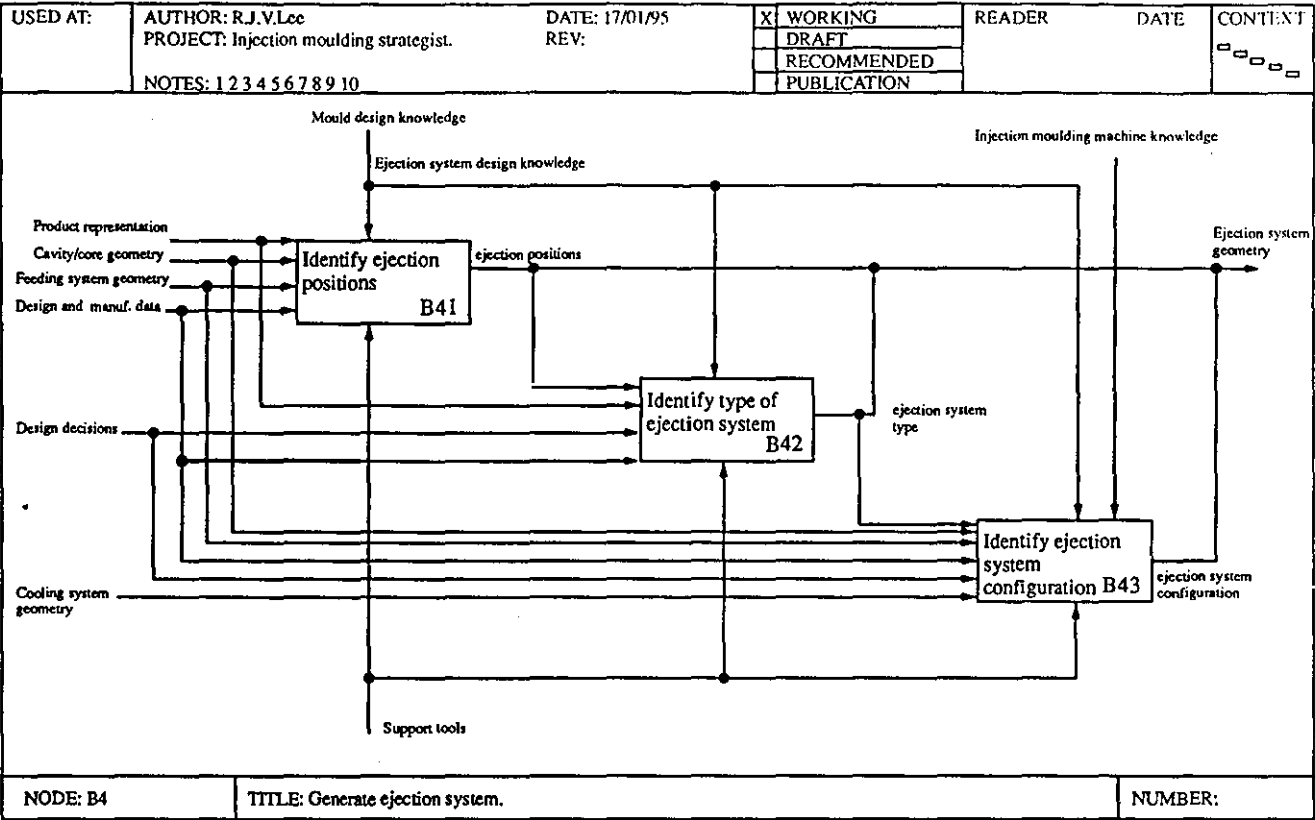 USED AT:
AUTHOR: R.J.V.Lee
DATE: 17/01/95
X WORKING
READER
DATE
CONTEXT
PROJECT: Injection moulding strategist.
REV:
DRAFT
RECOMMENDED
NOTES: 1 2 3 4 5 6 7 8 9 10
PUBLICATION
Mould design knowledge
Injection moulding machine knowledge
Ejection system design knowledge
Product representation
Cavity/core geometry
Feeding system geometry
Design and manuf. data
Identify ejection
positions
B41
ejection positions
Ejection system
geometry
Design decisions
Identify type of
ejection system
B42
ejection system
type
Identify ejection
system
configuration B43
ejection system
configuration
Cooling system
geometry
Support tools
NODE: B4
TITLE: Generate ejection system.
NUMBER: